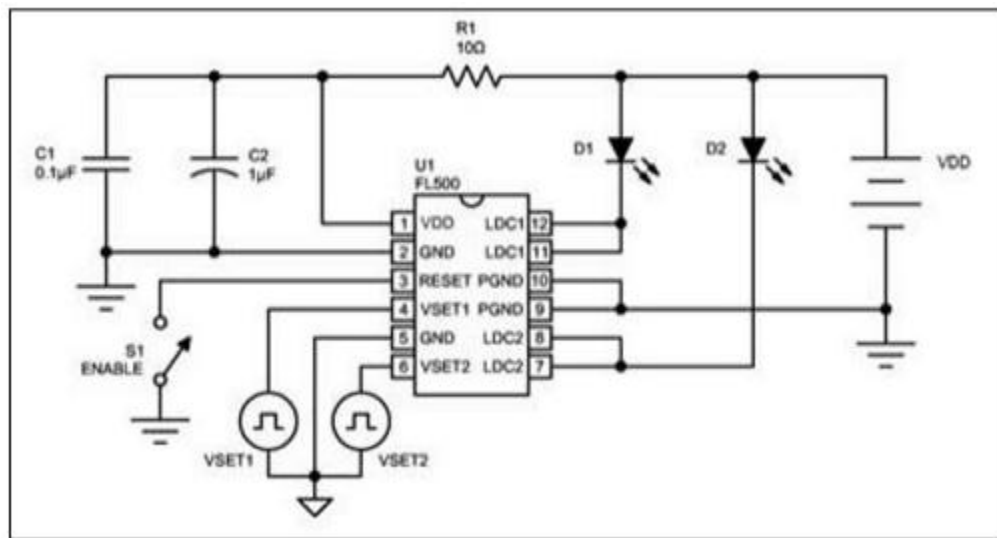 R1
10Ω
C1
0.1µF
C2
1µF
D1
D2
VDD
U1
FL500
1 VDD LDC1 12
2 GND LDC1 11
3 RESET PGND 10
4 VSET1 PGND 9
5 GND LDC2 8
6 VSET2 LDC2 7
S1
ENABLE
VSET1
VSET2